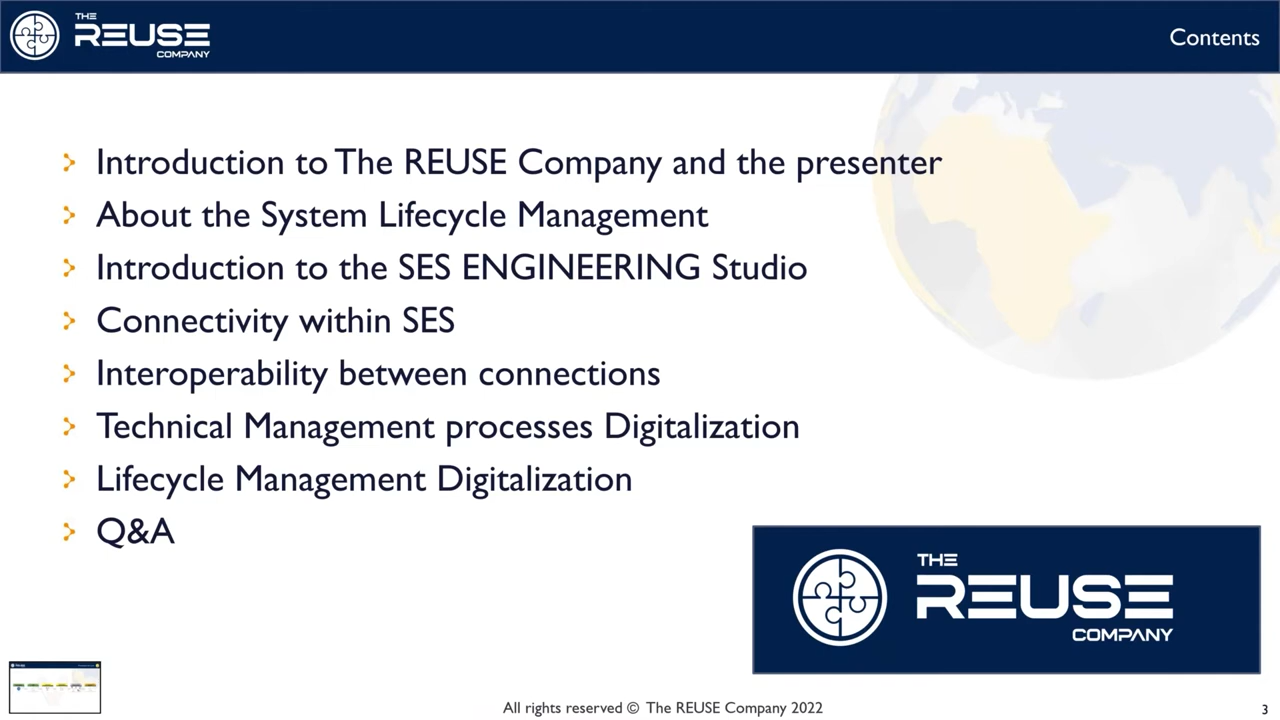 THE
REUSE
COMPANY
Contents
Introduction to The REUSE Company and the presenter
About the System Lifecycle Management
Introduction to the SES ENGINEERING Studio
Connectivity within SES
Interoperability between connections
Technical Management processes Digitalization
Lifecycle Management Digitalization
Q&A
THE
REUSE
COMPANY
All rights reserved © The REUSE Company 2022
3